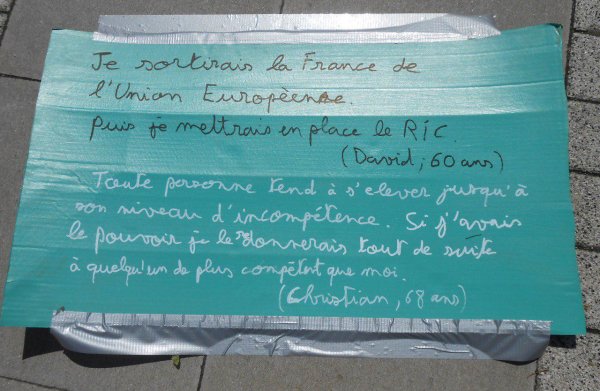 Je sortirais la France de
l'Union Europèenne.
Puis je mettrais en place le RIC.
(David, 60 ans)
Toute personne tend à s'elever jusqu'à
son niveau d'incompétence. Si j'avais
le pouvoir je le donnerais tout de suite
à quelqu'un de plus compétent que moi.
(Christian, 68 ans)